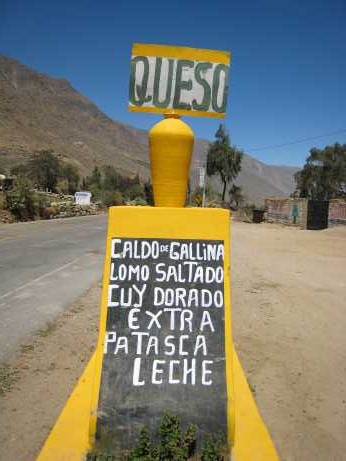 QUESO
CALDO DE GALLINA
LOMO SALTADO
CUY DORADO
EXTRA
PATASCA
LECHE